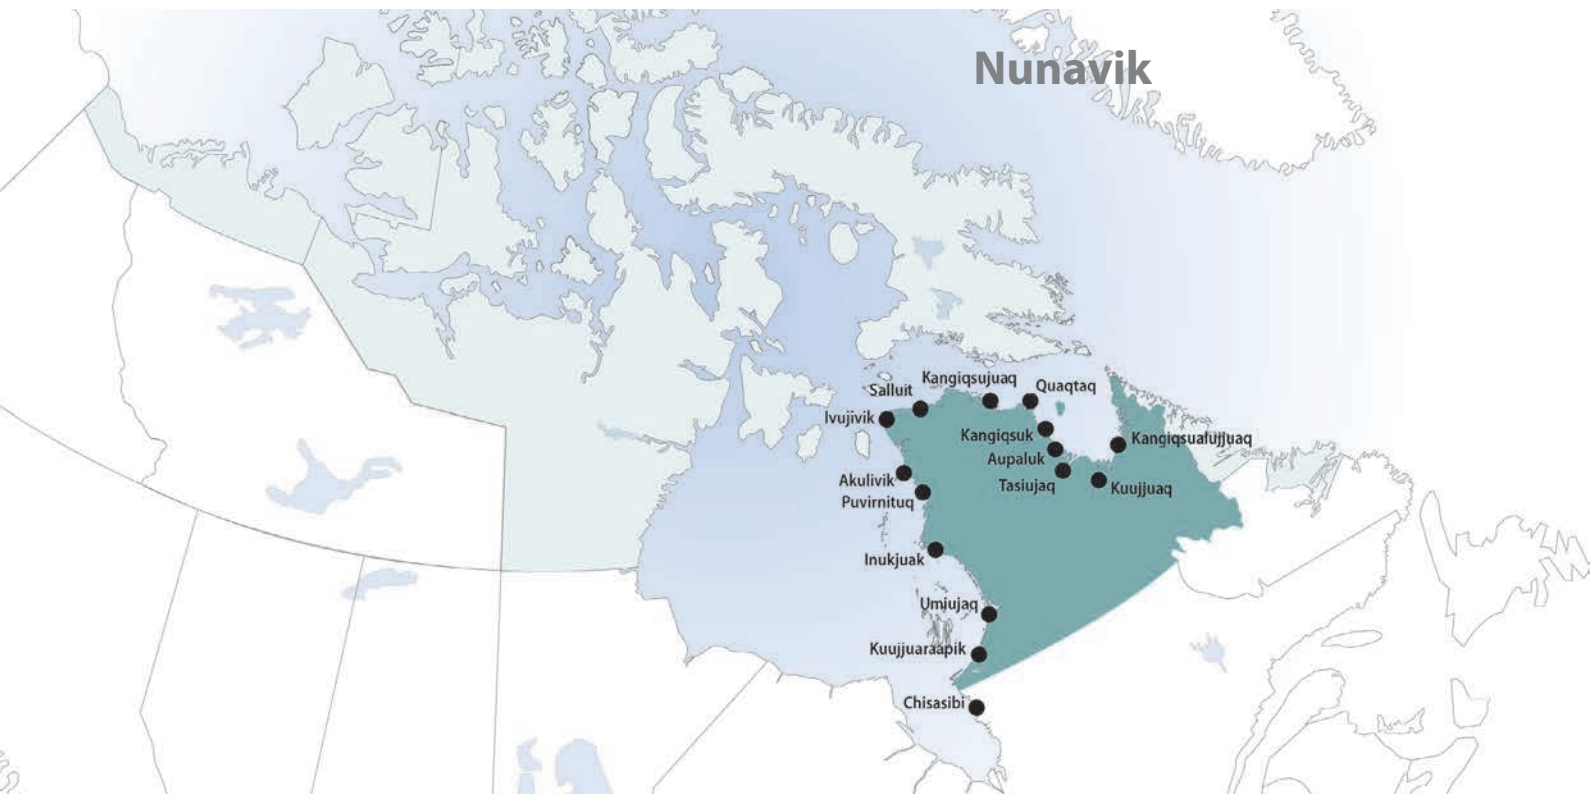 Nunavik
Kangiqsujuaq
Quaqtaq
Salluit
Ivujivik
Kangiqsuk
Kangiqsualujjuaq
Aupaluk
Akulivik
Tasiujaq
Kuujjuaq
Puvirnituq
Inukjuak
Umiujaq
Kuujjuaraapik
Chisasibi